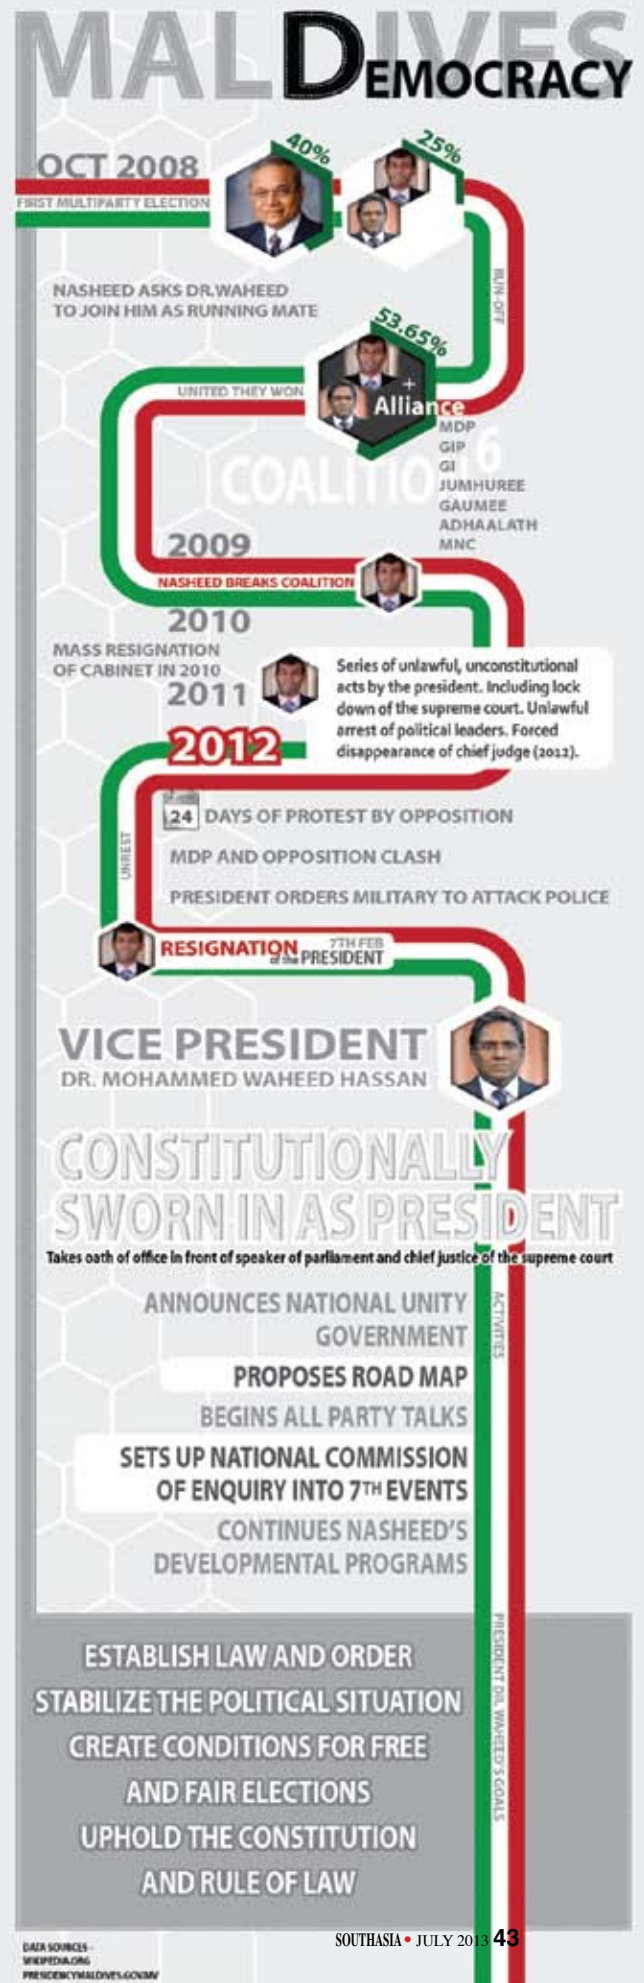 MALDIVES
DEMOCRACY
40%
25%
OCT 2008
FIRST MULTIPARTY ELECTION
RUN-OFF
NASHEED ASKS DR.WAHEED
TO JOIN HIM AS RUNNING MATE
53.65%
UNITED THEY WON
+
Alliance
COALITIO 6
MDP
GIP
GI
JUMHUREE
GAUMEE
ADHAALATH
MNC
2009
NASHEED BREAKS COALITION
2010
MASS RESIGNATION
OF CABINET IN 2010
2011
Series of unlawful, unconstitutional
acts by the president. Including lock
down of the supreme court. Unlawful
arrest of political leaders. Forced
disappearance of chief judge (2012).
2012
UNREST
24 DAYS OF PROTEST BY OPPOSITION
MDP AND OPPOSITION CLASH
PRESIDENT ORDERS MILITARY TO ATTACK POLICE
RESIGNATION 7TH FEB
of the PRESIDENT
VICE PRESIDENT
DR. MOHAMMED WAHEED HASSAN
CONSTITUTIONALLY
SWORN IN AS PRESIDENT
Takes oath of office in front of speaker of parliament and chief justice of the supreme court
ACTIVITIES
ANNOUNCES NATIONAL UNITY
GOVERNMENT
PROPOSES ROAD MAP
BEGINS ALL PARTY TALKS
SETS UP NATIONAL COMMISSION
OF ENQUIRY INTO 7TH EVENTS
CONTINUES NASHEED'S
DEVELOPMENTAL PROGRAMS
PRESIDENT DR. WAHEED'S GOALS
ESTABLISH LAW AND ORDER
STABILIZE THE POLITICAL SITUATION
CREATE CONDITIONS FOR FREE
AND FAIR ELECTIONS
UPHOLD THE CONSTITUTION
AND RULE OF LAW
SOUTHASIA • JULY 2013 43
DATA SOURCES -
WIKIPEDIA.ORG
PRESIDENCYMALDIVES.GOV.MV